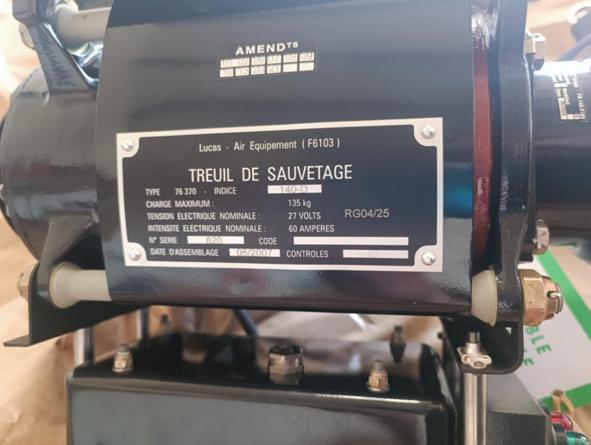 AMENDTS
Lucas - Air Equipement (F6103)
TREUIL DE SAUVETAGE
TYPE 76 370 - INDICE 140-D
CHARGE MAXIMUM : 135 kg
TENSION ELECTRIQUE NOMINALE : 27 VOLTS RG04/25
INTENSITE ELECTRIQUE NOMINALE : 60 AMPERES
N° SERIE 820 CODE
DATE D'ASSEMBLAGE 05/2007 CONTROLES
BLE